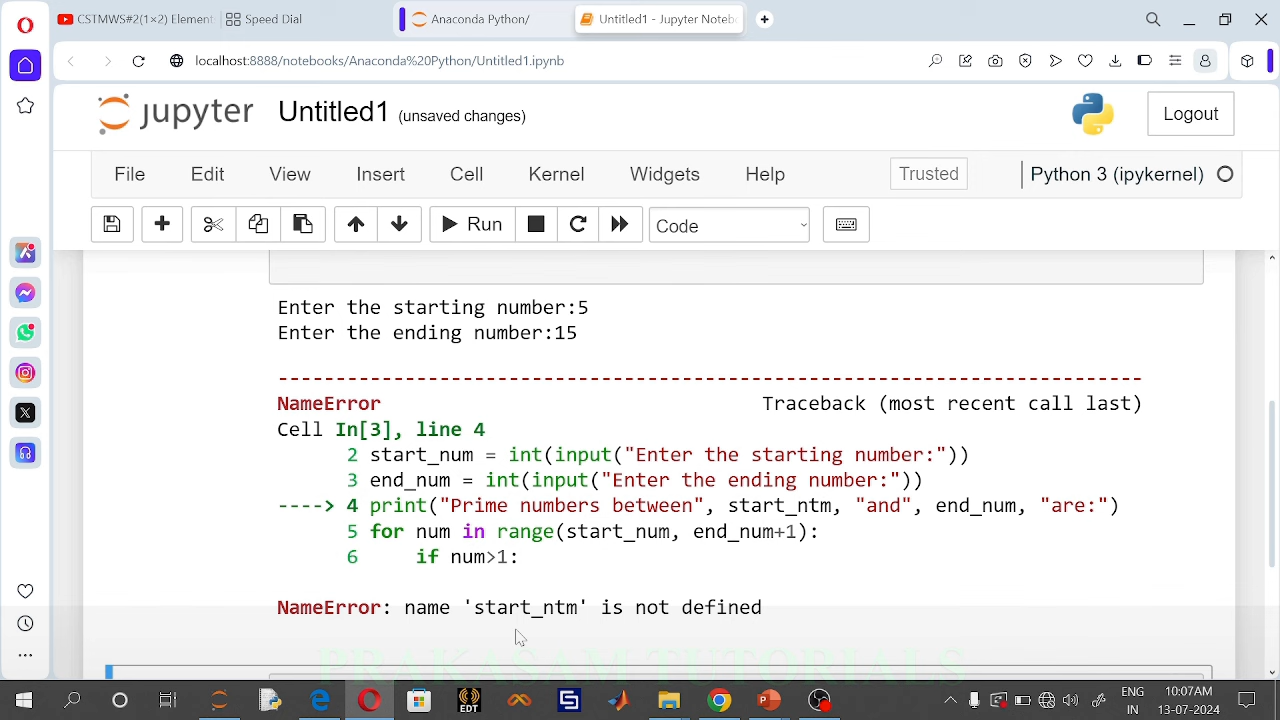 CSTMWS#2(1×2) Element
Speed Dial
Anaconda Python/
Untitled1 - Jupyter Noteb
localhost:8888/notebooks/Anaconda%20Python/Untitled1.ipynb
jupyter Untitled1 (unsaved changes)
Logout
File Edit View Insert Cell Kernel Widgets Help Trusted Python 3 (ipykernel)
Run Code
Enter the starting number:5
Enter the ending number:15
---------------------------------------------------------------------------
NameError Traceback (most recent call last)
Cell In[3], line 4
2 start_num = int(input("Enter the starting number:"))
3 end_num = int(input("Enter the ending number:"))
----> 4 print("Prime numbers between", start_ntm, "and", end_num, "are:")
5 for num in range(start_num, end_num+1):
6 if num>1:
NameError: name 'start_ntm' is not defined
PRAKASAM TUTORIALS
EDT
ENG
IN
10:07AM
13-07-2024